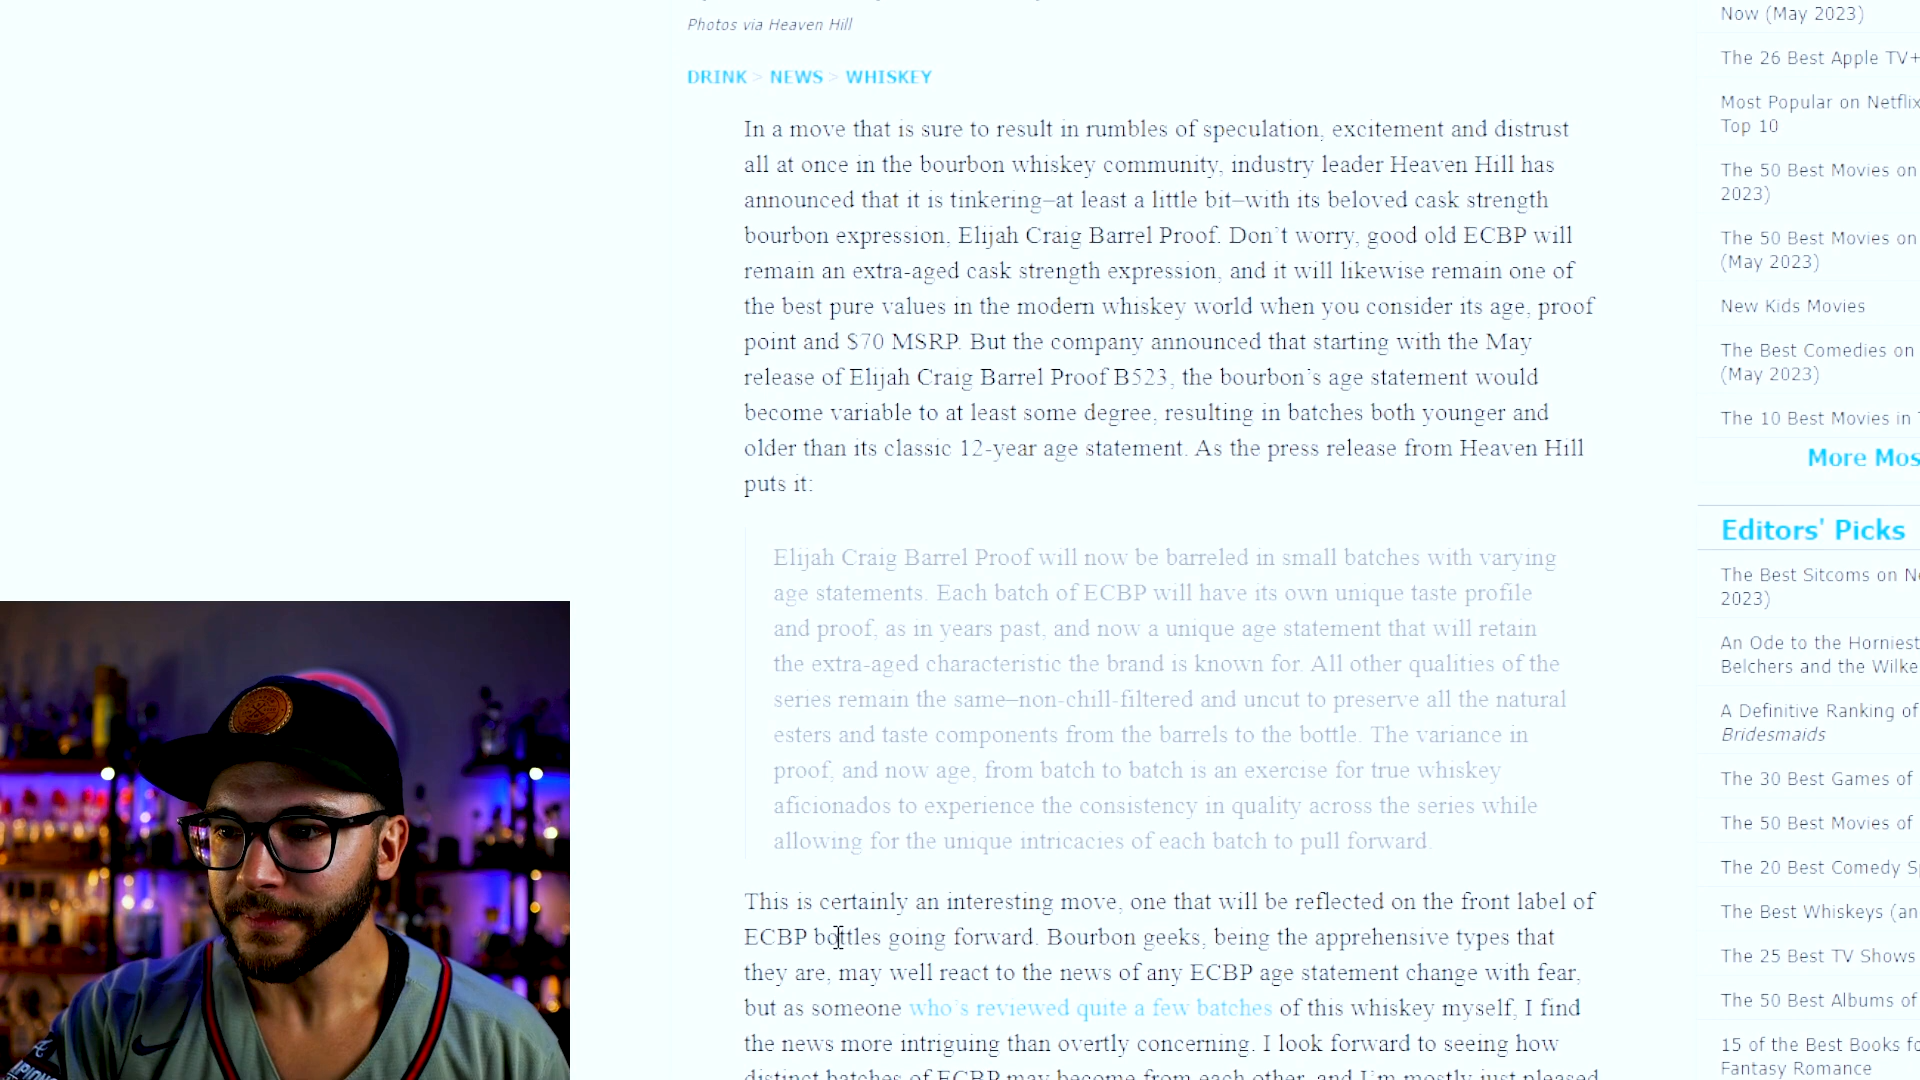 Photos via Heaven Hill
DRINK > NEWS > WHISKEY
In a move that is sure to result in rumbles of speculation, excitement and distrust
all at once in the bourbon whiskey community, industry leader Heaven Hill has
announced that it is tinkering—at least a little bit—with its beloved cask strength
bourbon expression, Elijah Craig Barrel Proof. Don't worry, good old ECBP will
remain an extra-aged cask strength expression, and it will likewise remain one of
the best pure values in the modern whiskey world when you consider its age, proof
point and $70 MSRP. But the company announced that starting with the May
release of Elijah Craig Barrel Proof B523, the bourbon's age statement would
become variable to at least some degree, resulting in batches both younger and
older than its classic 12-year age statement. As the press release from Heaven Hill
puts it:
Elijah Craig Barrel Proof will now be barreled in small batches with varying
age statements. Each batch of ECBP will have its own unique taste profile
and proof, as in years past, and now a unique age statement that will retain
the extra-aged characteristic the brand is known for. All other qualities of the
series remain the same—non-chill-filtered and uncut to preserve all the natural
esters and taste components from the barrels to the bottle. The variance in
proof, and now age, from batch to batch is an exercise for true whiskey
aficionados to experience the consistency in quality across the series while
allowing for the unique intricacies of each batch to pull forward.
This is certainly an interesting move, one that will be reflected on the front label of
ECBP bottles going forward. Bourbon geeks, being the apprehensive types that
they are, may well react to the news of any ECBP age statement change with fear,
but as someone who's reviewed quite a few batches of this whiskey myself, I find
the news more intriguing than overtly concerning. I look forward to seeing how
distinct batches of ECBP may become from each other, and I'm mostly just pleased
Now (May 2023)
The 26 Best Apple TV+
Most Popular on Netflix
Top 10
The 50 Best Movies on
2023)
The 50 Best Movies on
(May 2023)
New Kids Movies
The Best Comedies on
(May 2023)
The 10 Best Movies in
More Mos
Editors' Picks
The Best Sitcoms on Ne
2023)
An Ode to the Horniest
Belchers and the Wilke
A Definitive Ranking of
Bridesmaids
The 30 Best Games of
The 50 Best Movies of
The 20 Best Comedy Sp
The Best Whiskeys (an
The 25 Best TV Shows
The 50 Best Albums of
15 of the Best Books fo
Fantasy Romance